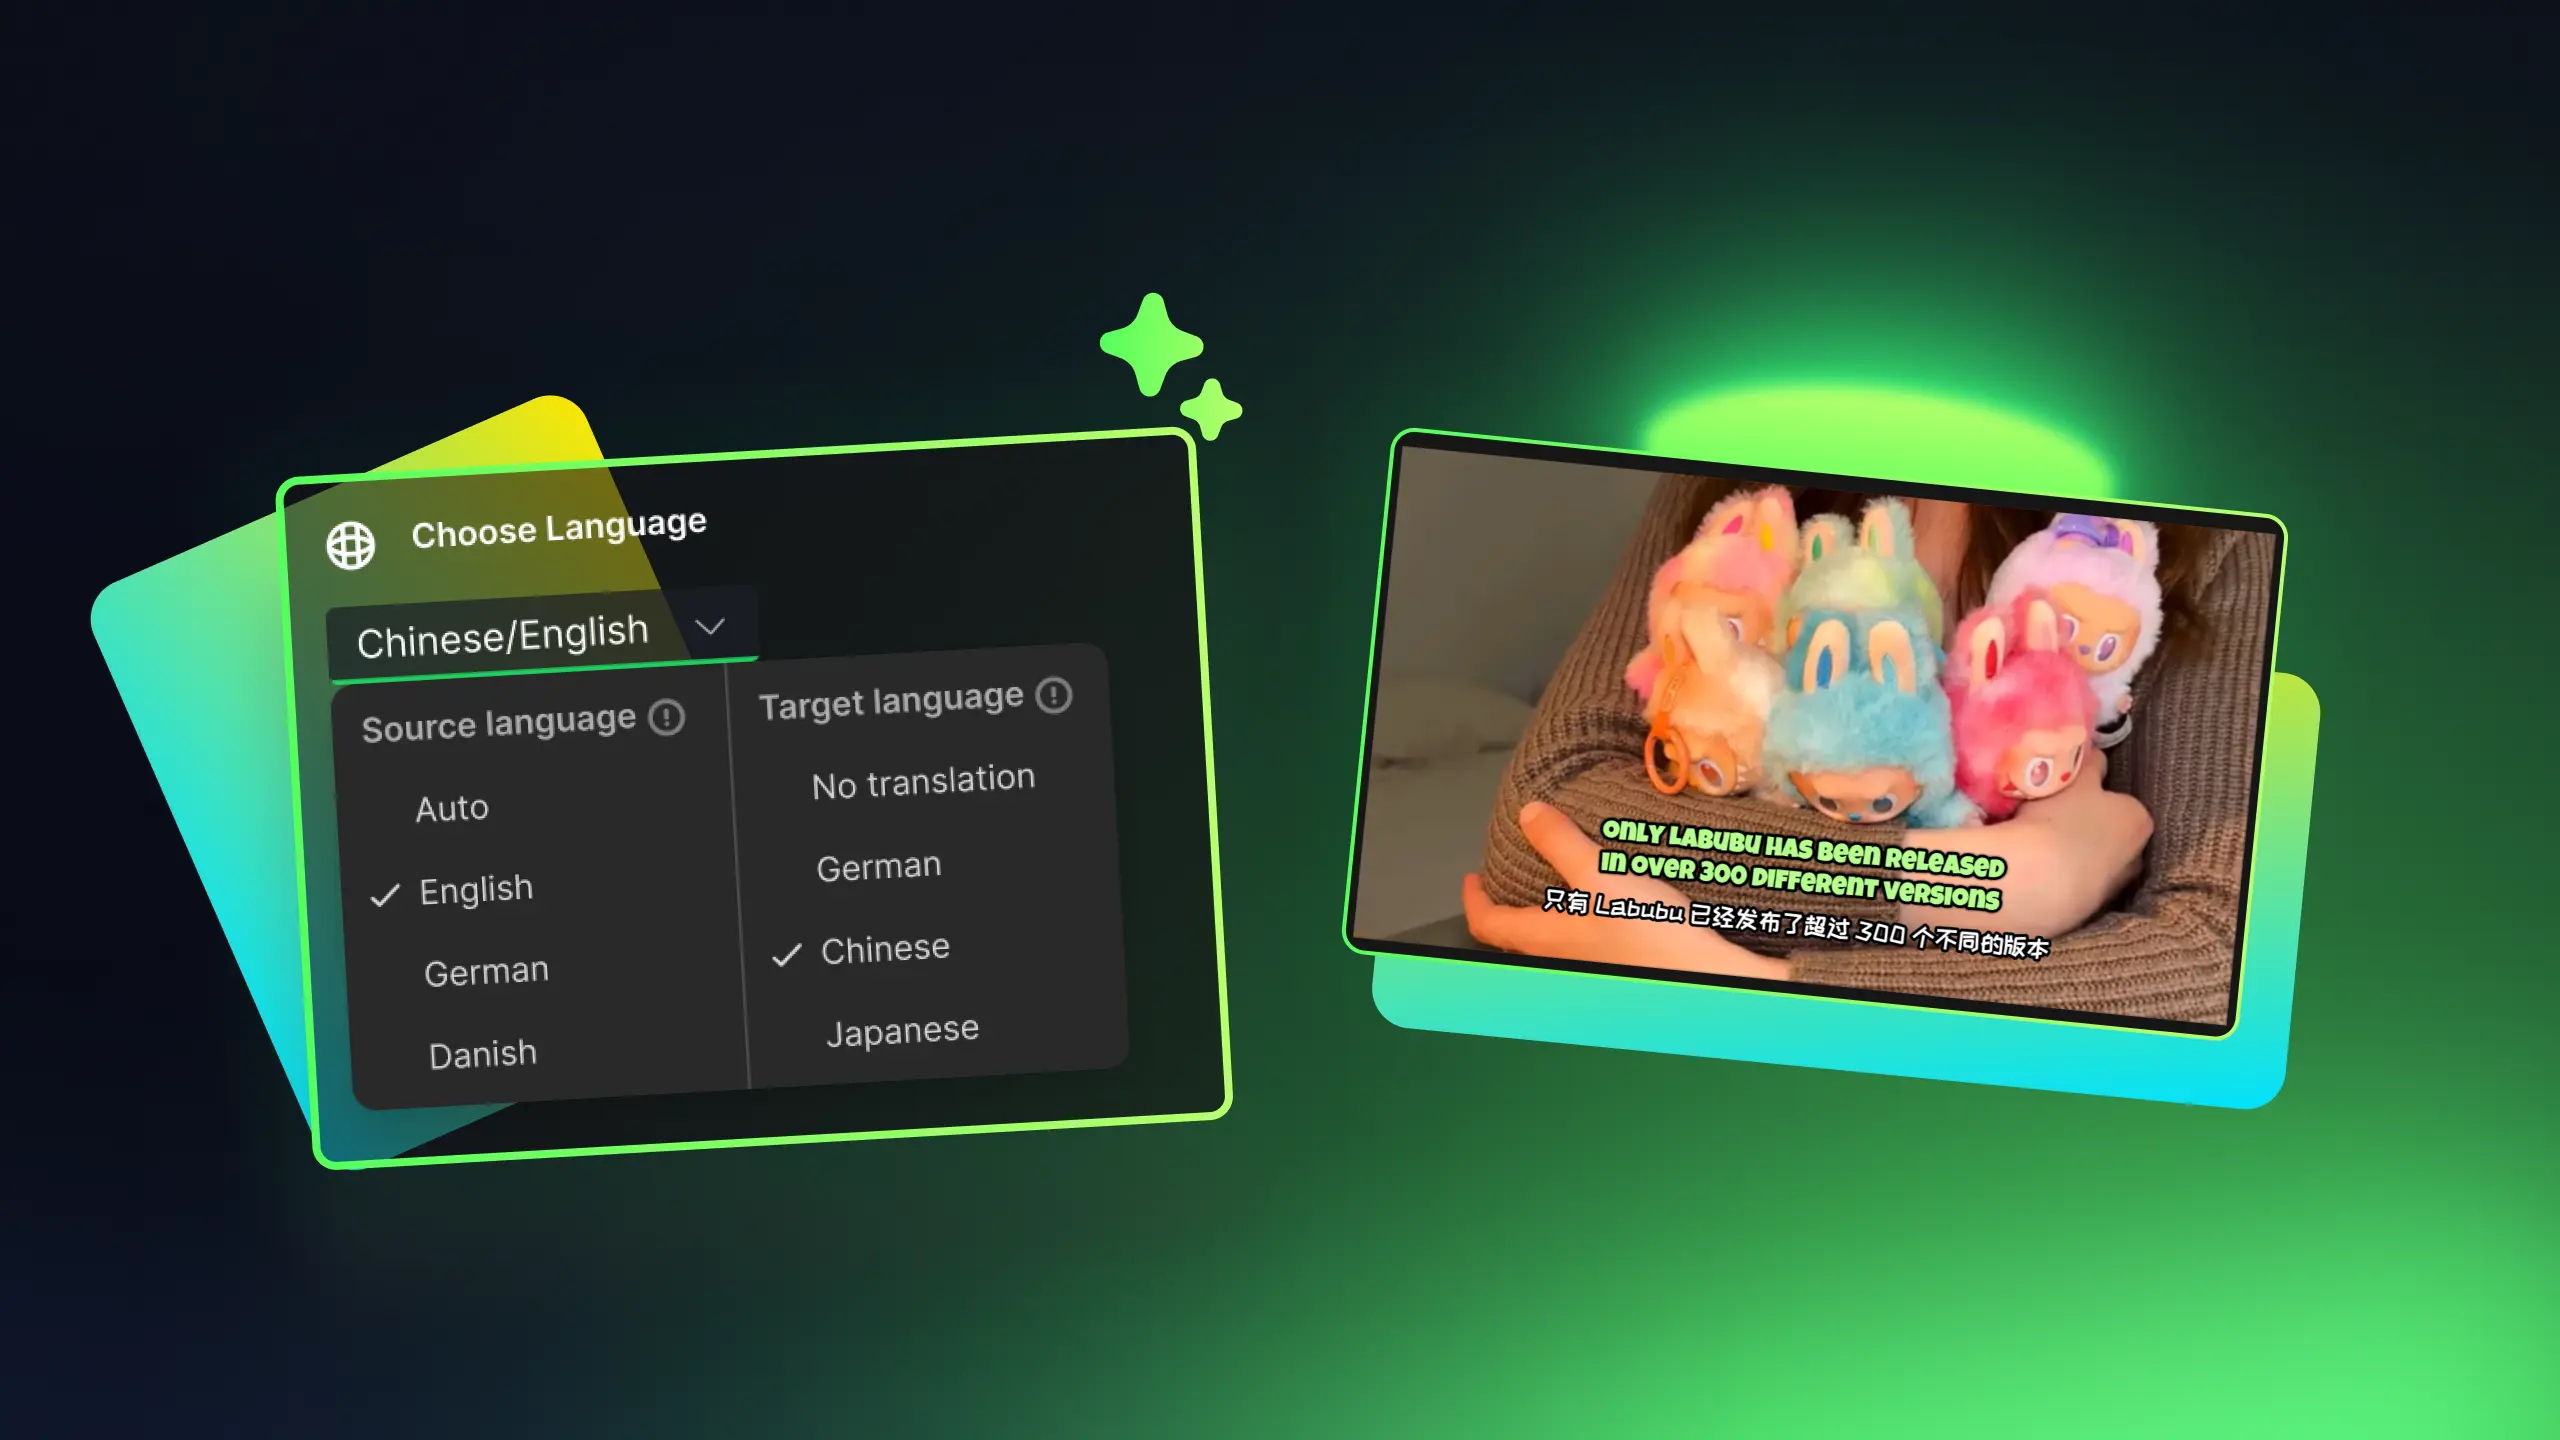 Choose Language
Chinese/English
Source language
Auto
English
German
Danish
Target language
No translation
German
Chinese
Japanese
ONLY LABUBU HAS BEEN RELEASED
IN OVER 300 DIFFERENT VERSIONS
只有 Labubu 已经发布了超过 300 个不同的版本